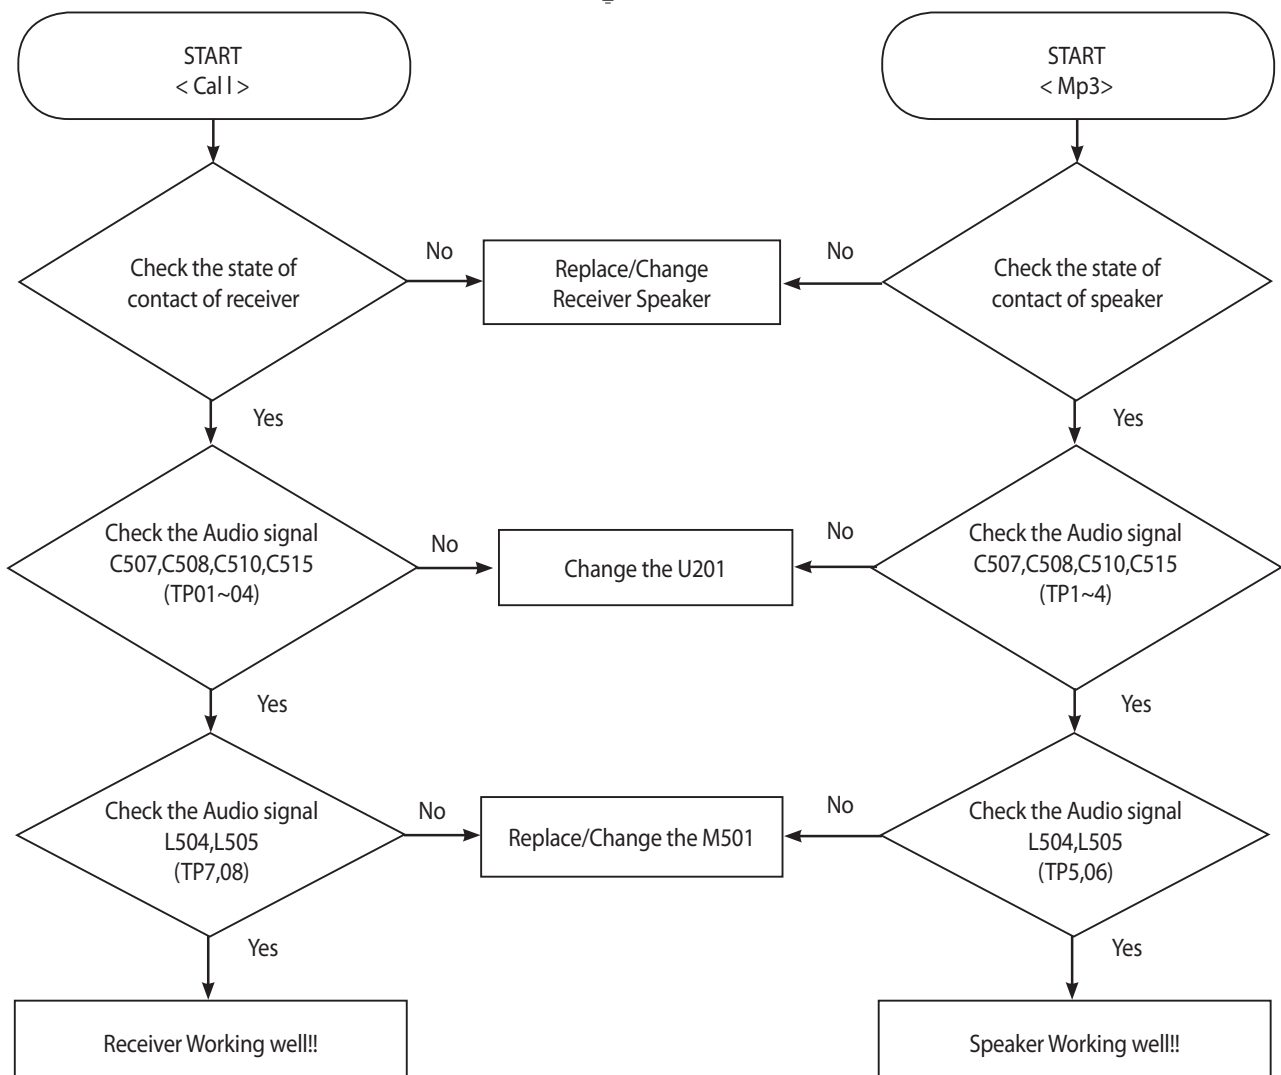 START
< Cal l >
START
< Mp3>
Check the state of
contact of receiver
No
Replace/Change
Receiver Speaker
No
Check the state of
contact of speaker
Yes
Yes
Check the Audio signal
C507,C508,C510,C515
(TP01~04)
No
Change the U201
No
Check the Audio signal
C507,C508,C510,C515
(TP1~4)
Yes
Yes
Check the Audio signal
L504,L505
(TP7,08)
No
Replace/Change the M501
No
Check the Audio signal
L504,L505
(TP5,06)
Yes
Yes
Receiver Working well!!
Speaker Working well!!